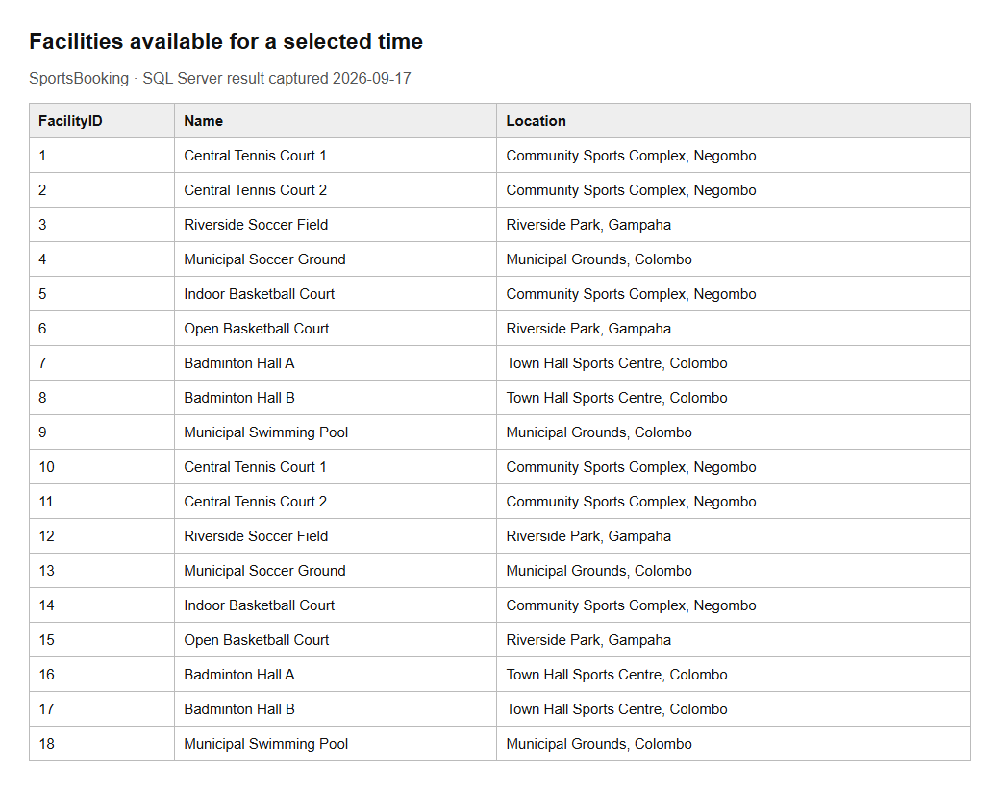 Facilities available for a selected time
SportsBooking · SQL Server result captured 2026-09-17
FacilityID Name Location
1 Central Tennis Court 1 Community Sports Complex, Negombo
2 Central Tennis Court 2 Community Sports Complex, Negombo
3 Riverside Soccer Field Riverside Park, Gampaha
4 Municipal Soccer Ground Municipal Grounds, Colombo
5 Indoor Basketball Court Community Sports Complex, Negombo
6 Open Basketball Court Riverside Park, Gampaha
7 Badminton Hall A Town Hall Sports Centre, Colombo
8 Badminton Hall B Town Hall Sports Centre, Colombo
9 Municipal Swimming Pool Municipal Grounds, Colombo
10 Central Tennis Court 1 Community Sports Complex, Negombo
11 Central Tennis Court 2 Community Sports Complex, Negombo
12 Riverside Soccer Field Riverside Park, Gampaha
13 Municipal Soccer Ground Municipal Grounds, Colombo
14 Indoor Basketball Court Community Sports Complex, Negombo
15 Open Basketball Court Riverside Park, Gampaha
16 Badminton Hall A Town Hall Sports Centre, Colombo
17 Badminton Hall B Town Hall Sports Centre, Colombo
18 Municipal Swimming Pool Municipal Grounds, Colombo